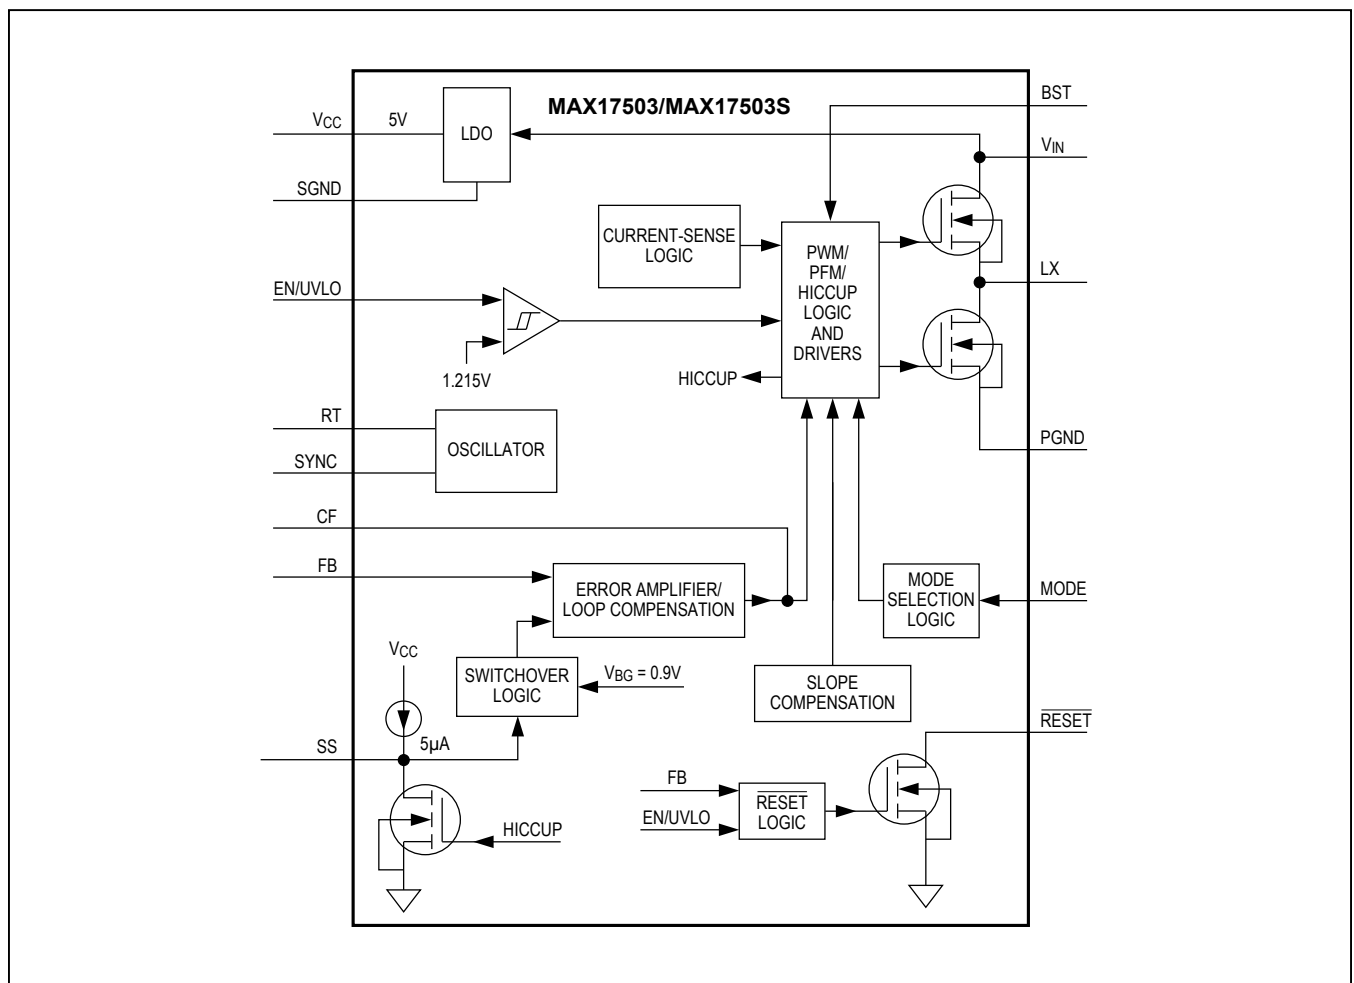 MAX17503/MAX17503S
BST
VCC
5V
LDO
VIN
SGND
CURRENT-SENSE
LOGIC
PWM/
PFM/
HICCUP
LOGIC
AND
DRIVERS
LX
EN/UVLO
1.215V
HICCUP
RT
OSCILLATOR
PGND
SYNC
CF
FB
ERROR AMPLIFIER/
LOOP COMPENSATION
MODE
SELECTION
LOGIC
MODE
VCC
SWITCHOVER
LOGIC
VBG = 0.9V
SLOPE
COMPENSATION
RESET
SS
5µA
FB
EN/UVLO
RESET
LOGIC
HICCUP